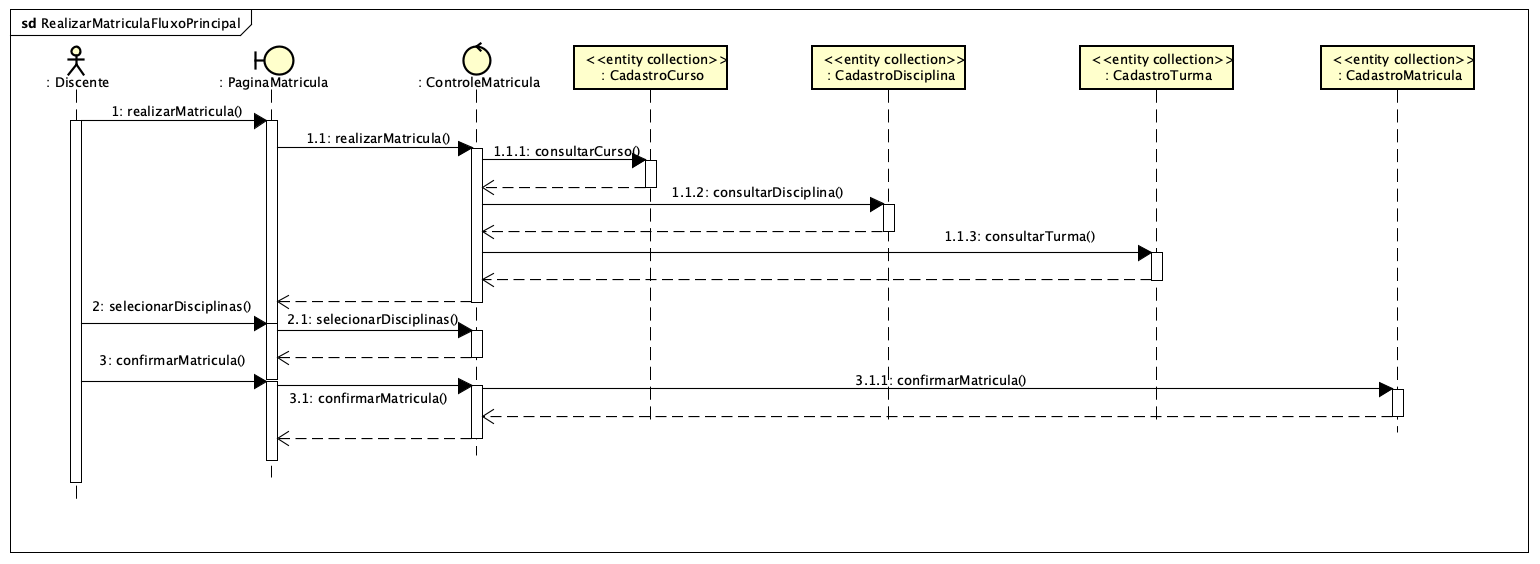 sd RealizarMatriculaFluxoPrincipal
: Discente
: PaginaMatricula
: ControleMatricula
<<entity collection>>
: CadastroCurso
<<entity collection>>
: CadastroDisciplina
<<entity collection>>
: CadastroTurma
<<entity collection>>
: CadastroMatricula
1: realizarMatricula()
1.1: realizarMatricula()
1.1.1: consultarCurso()
1.1.2: consultarDisciplina()
1.1.3: consultarTurma()
2: selecionarDisciplinas()
2.1: selecionarDisciplinas()
3: confirmarMatricula()
3.1: confirmarMatricula()
3.1.1: confirmarMatricula()